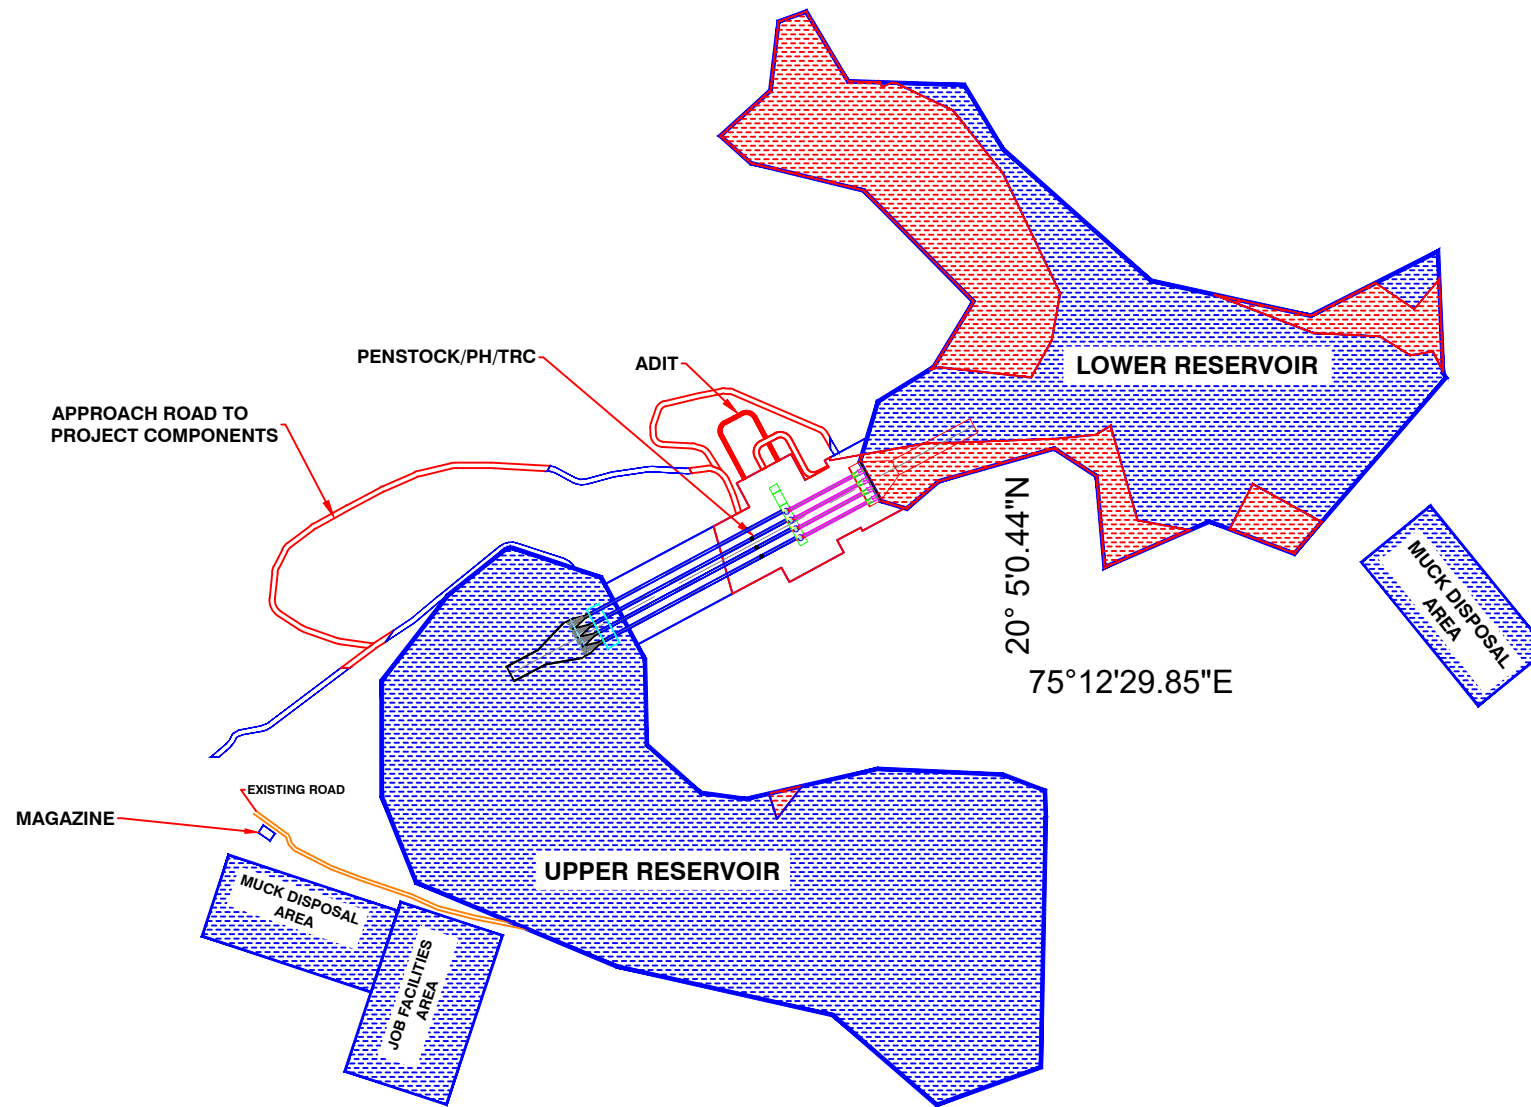 LOWER RESERVOIR
PENSTOCK/PH/TRC
ADIT
APPROACH ROAD TO
PROJECT COMPONENTS
20° 5'0.44"N
75°12'29.85"E
MUCK DISPOSAL
AREA
EXISTING ROAD
MAGAZINE
UPPER RESERVOIR
MUCK DISPOSAL
AREA
JOB FACILITIES
AREA